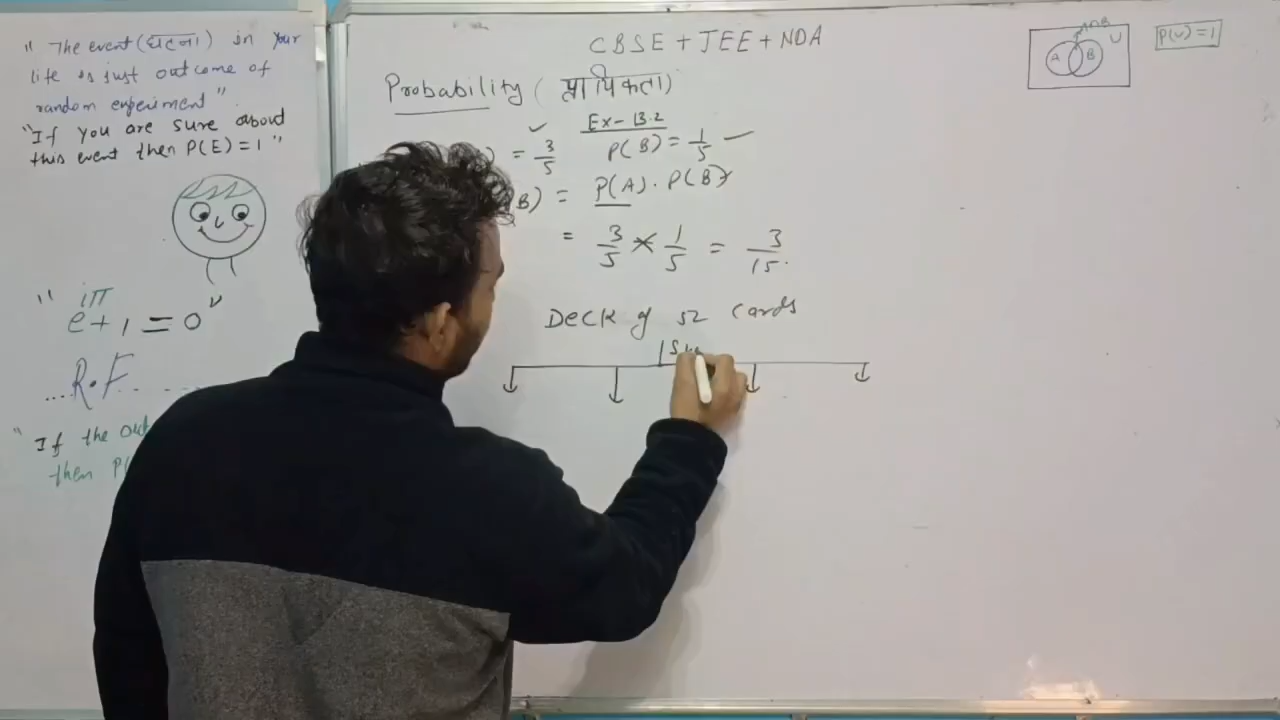 " The event (घटना) in your
life is just outcome of
random experiment"
"If you are sure about
this event then P(E) = 1 "
" e^iπ + 1 = 0 "
....R.F.....
"If the out
then P(
CBSE + JEE + NDA
Probability ( प्रायिकता)
Ex- 13.2
) = 3/5 P(B) = 1/5
B) = P(A) . P(B)
= 3/5 × 1/5 = 3/15.
Deck of 52 cards
A B U
A∩B
P(U) = 1